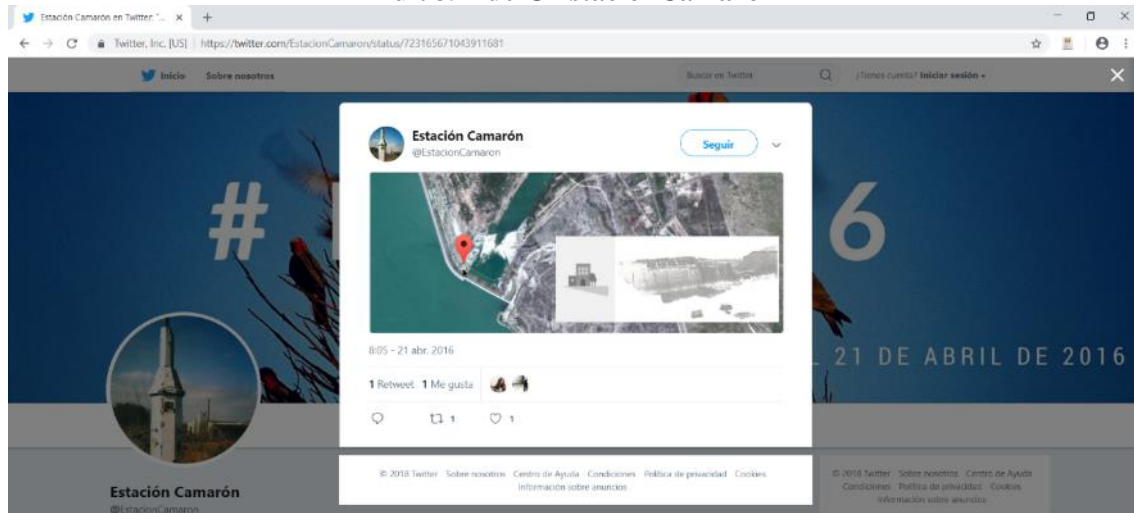 Estación Camarón en Twitter: "...
Twitter, Inc. [US] https://twitter.com/EstacionCamaron/status/723165671043911681
Inicio Sobre nosotros Buscar en Twitter ¿Tienes cuenta? Iniciar sesión
Estación Camarón
@EstacionCamaron
Seguir
#
6
8:05 - 21 abr. 2016
21 DE ABRIL DE 2016
1 Retweet 1 Me gusta
1 1
© 2018 Twitter Sobre nosotros Centro de Ayuda Condiciones Política de privacidad Cookies
Información sobre anuncios
© 2018 Twitter Sobre nosotros Centro de Ayuda
Condiciones Política de privacidad Cookies
Información sobre anuncios
Estación Camarón
@EstacionCamaron